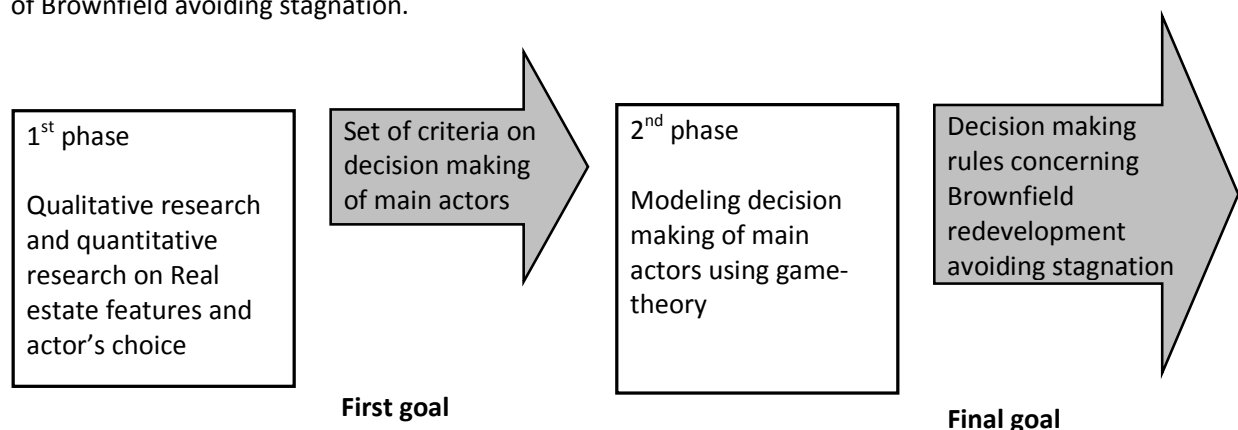 of Brownfield avoiding stagnation.
1st phase
Qualitative research
and quantitative
research on Real
estate features and
actor's choice
Set of criteria on
decision making
of main actors
First goal
2nd phase
Modeling decision
making of main
actors using game-
theory
Decision making
rules concerning
Brownfield
redevelopment
avoiding stagnation
Final goal